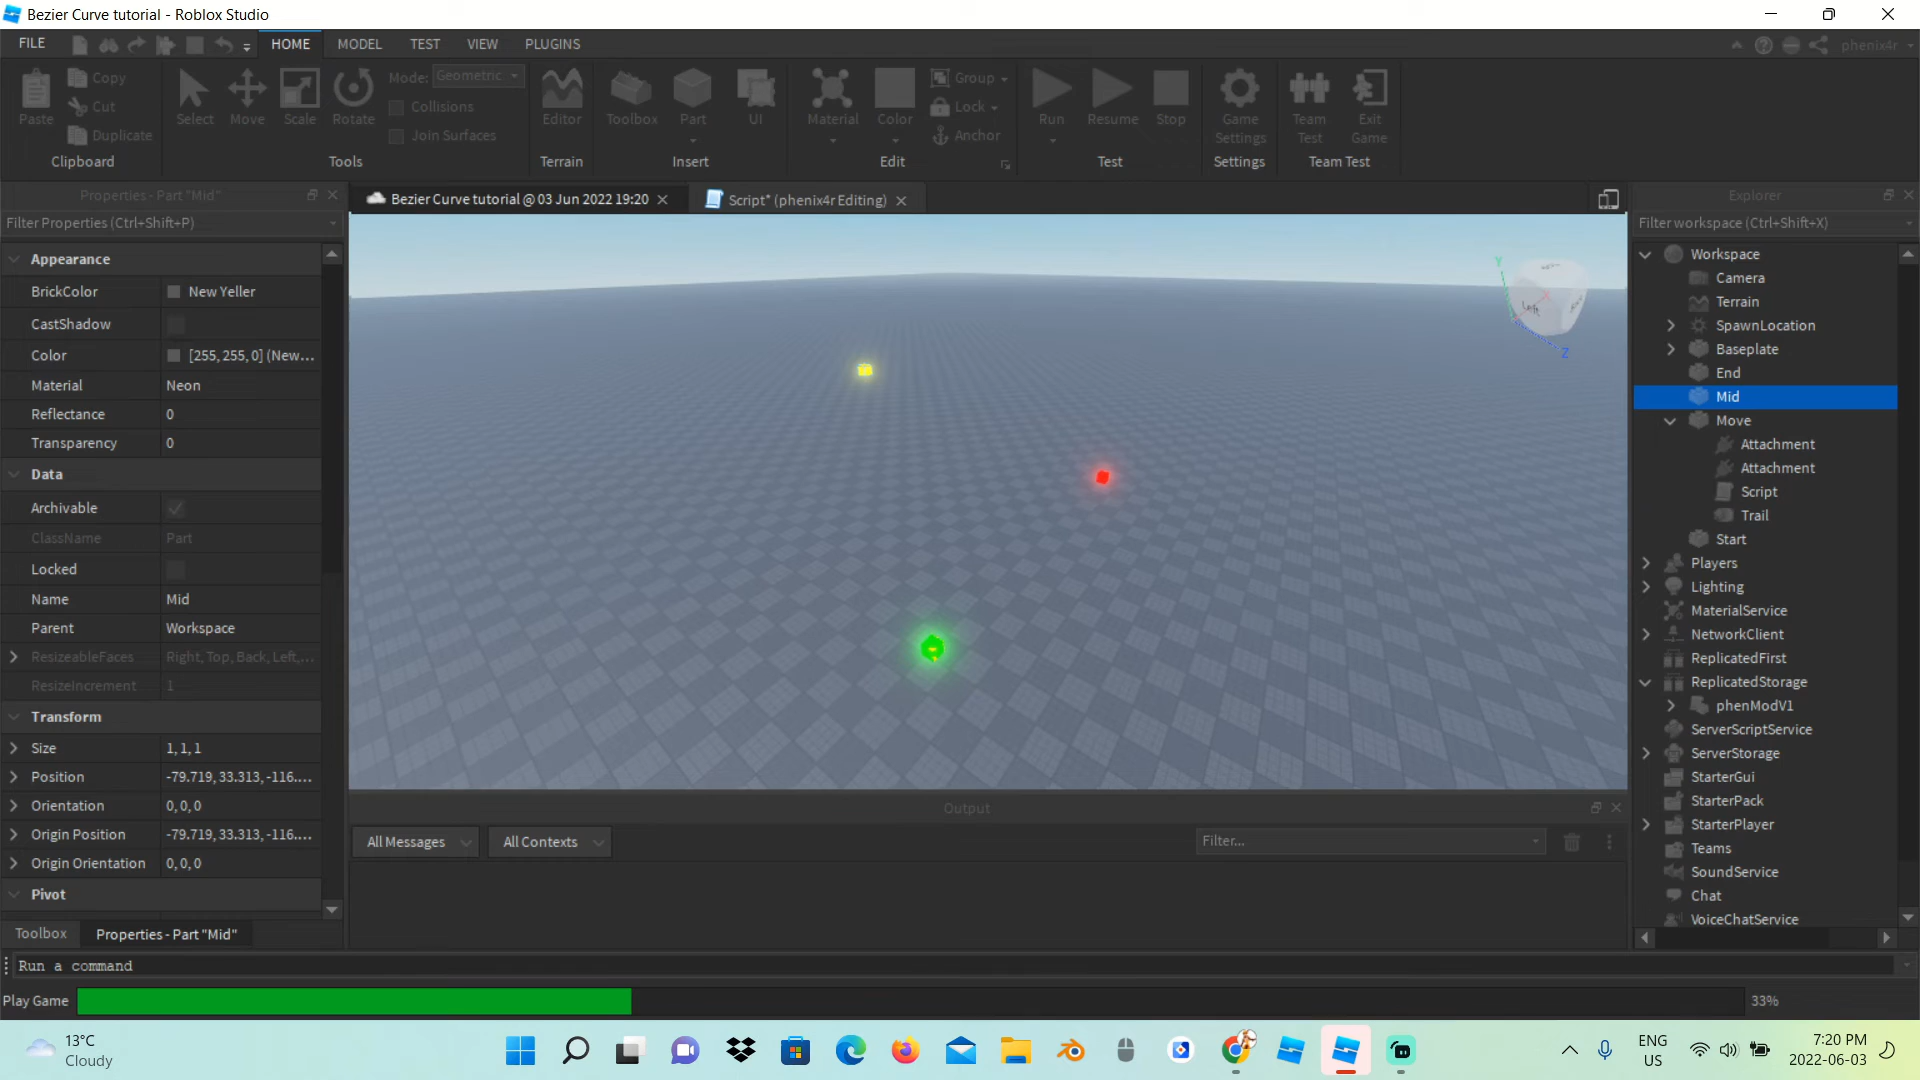 Bezier Curve tutorial - Roblox Studio
FILE
HOME
MODEL
TEST
VIEW
PLUGINS
phenix4r
Paste
Copy
Cut
Duplicate
Clipboard
Select
Move
Scale
Rotate
Mode:
Geometric
Collisions
Join Surfaces
Tools
Editor
Terrain
Toolbox
Part
UI
Insert
Material
Color
Group
Lock
Anchor
Edit
Run
Resume
Stop
Test
Game
Settings
Settings
Team
Test
Exit
Game
Team Test
Properties - Part "Mid"
Filter Properties (Ctrl+Shift+P)
Appearance
BrickColor New Yeller
CastShadow
Color [255, 255, 0] (New...
Material Neon
Reflectance 0
Transparency 0
Data
Archivable
ClassName Part
Locked
Name Mid
Parent Workspace
ResizeableFaces Right, Top, Back, Left,...
ResizeIncrement 1
Transform
Size 1, 1, 1
Position -79.719, 33.313, -116....
Orientation 0, 0, 0
Origin Position -79.719, 33.313, -116....
Origin Orientation 0, 0, 0
Pivot
Toolbox
Properties - Part "Mid"
Bezier Curve tutorial @ 03 Jun 2022 19:20
Script* (phenix4r Editing)
Y
X
Left
Z
Output
All Messages
All Contexts
Filter...
Explorer
Filter workspace (Ctrl+Shift+X)
Workspace
Camera
Terrain
SpawnLocation
Baseplate
End
Mid
Move
Attachment
Attachment
Script
Trail
Start
Players
Lighting
MaterialService
NetworkClient
ReplicatedFirst
ReplicatedStorage
phenModV1
ServerScriptService
ServerStorage
StarterGui
StarterPack
StarterPlayer
Teams
SoundService
Chat
VoiceChatService
Run a command
Play Game
33%
13°C
Cloudy
ENG
US
7:20 PM
2022-06-03